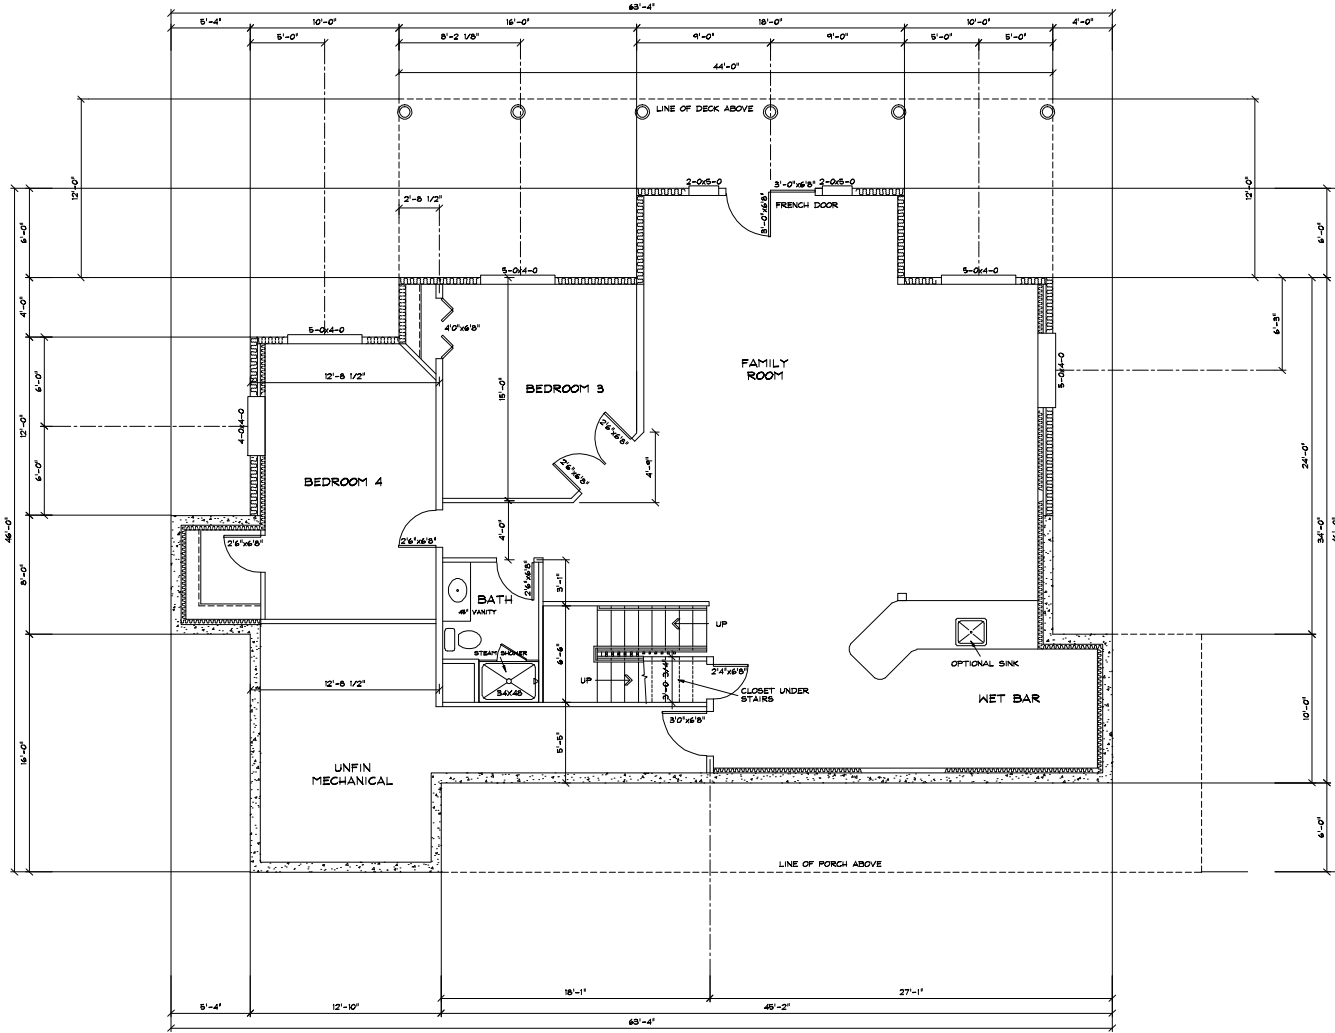 63'-4"
5'-4" 10'-0" 16'-0" 18'-0" 10'-0" 4'-0"
5'-0" 8'-2 1/8" 9'-0" 9'-0" 5'-0" 5'-0"
44'-0"
LINE OF DECK ABOVE
12'-0"
12'-0"
2-0x5-0
3'-0"x6'8"
2-0x5-0
2'-8 1/2"
3'-0"x6'8"
FRENCH DOOR
6'-0"
6'-0"
5-0x4-0
5-0x4-0
4'-0"
4'0"x6'8"
5-0x4-0
6'-3"
FAMILY
ROOM
5-0x4-0
12'-8 1/2"
6'-0"
BEDROOM 3
15'-0"
12'-0"
4-0x4-0
2'6"x6'8"
24'-0"
2'6"x6'8"
4'-9"
6'-0"
BEDROOM 4
46'-0"
4'-0"
34'-0"
2'6"x6'8"
2'6"x6'8"
8'-0"
2'6"x6'8"
3'-1"
BATH
48" VANITY
UP
STEAM SHOWER
6'-6"
OPTIONAL SINK
2'4"x6'8"
3'-0 3/4"
UP
12'-8 1/2"
34X48
CLOSET UNDER
STAIRS
WET BAR
10'-0"
3'0"x6'8"
5'-5"
16'-0"
UNFIN
MECHANICAL
6'-0"
LINE OF PORCH ABOVE
18'-1" 27'-1"
5'-4" 12'-10" 45'-2"
63'-4"